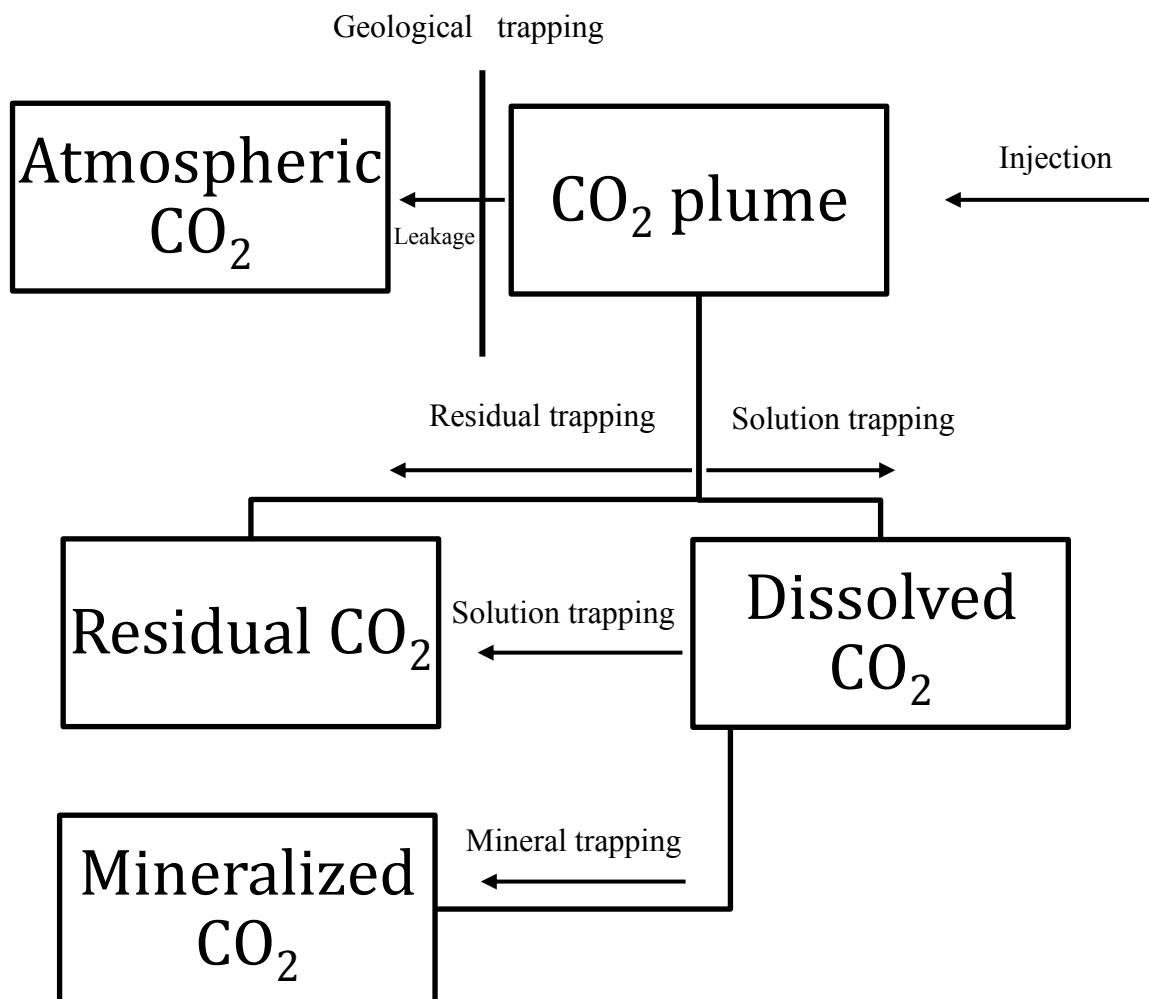 Geological trapping
Atmospheric
CO₂
CO₂ plume
Injection
Leakage
Residual trapping
Solution trapping
Residual CO₂
Solution trapping
Dissolved
CO₂
Mineral trapping
Mineralized
CO₂